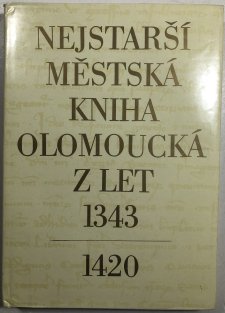 NEJSTARŠÍ
MĚSTSKÁ
KNIHA
OLOMOUCKÁ
Z LET
1343
1420